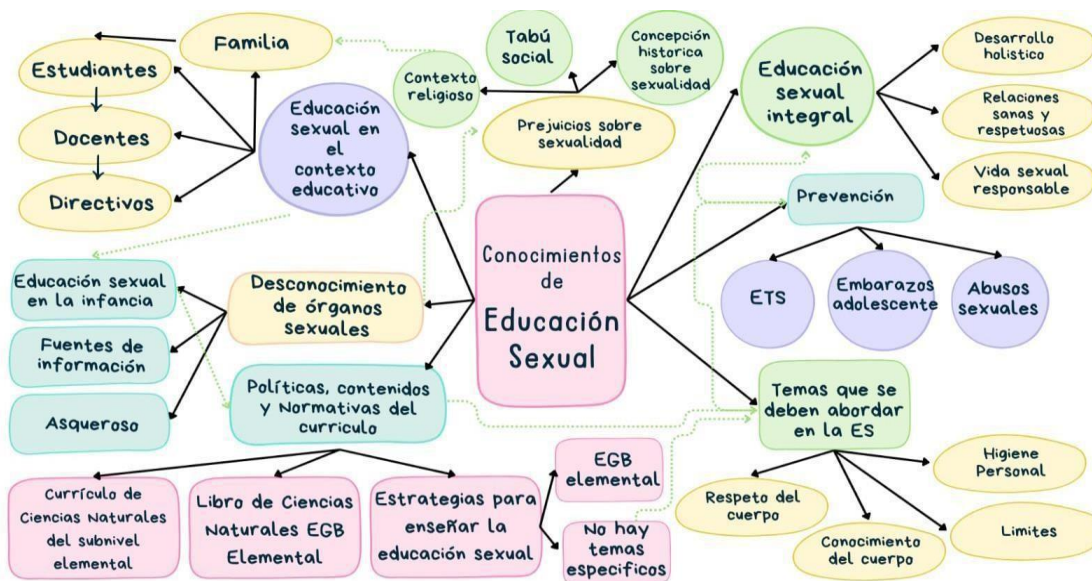 Familia
Estudiantes
Docentes
Directivos
Educación
sexual en
el
contexto
educativo
Contexto
religioso
Tabú
social
Concepción
historica
sobre
sexualidad
Prejuicios sobre
sexualidad
Educación
sexual
integral
Desarrollo
holistico
Relaciones
sanas y
respetuosas
Vida sexual
responsable
Prevención
ETS
Embarazos
adolescente
Abusos
sexuales
Conocimientos
de
Educación
Sexual
Educación sexual
en la infancia
Fuentes de
información
Asqueroso
Desconocimiento
de órganos
sexuales
Políticas, contenidos
y Normativas del
curriculo
Currículo de
Ciencias Naturales
del subnivel
elemental
Libro de Ciencias
Naturales EGB
Elemental
Estrategias para
enseñar la
educación sexual
EGB
elemental
No hay
temas
especificos
Temas que se
deben abordar
en la ES
Respeto del
cuerpo
Conocimiento
del cuerpo
Limites
Higiene
Personal